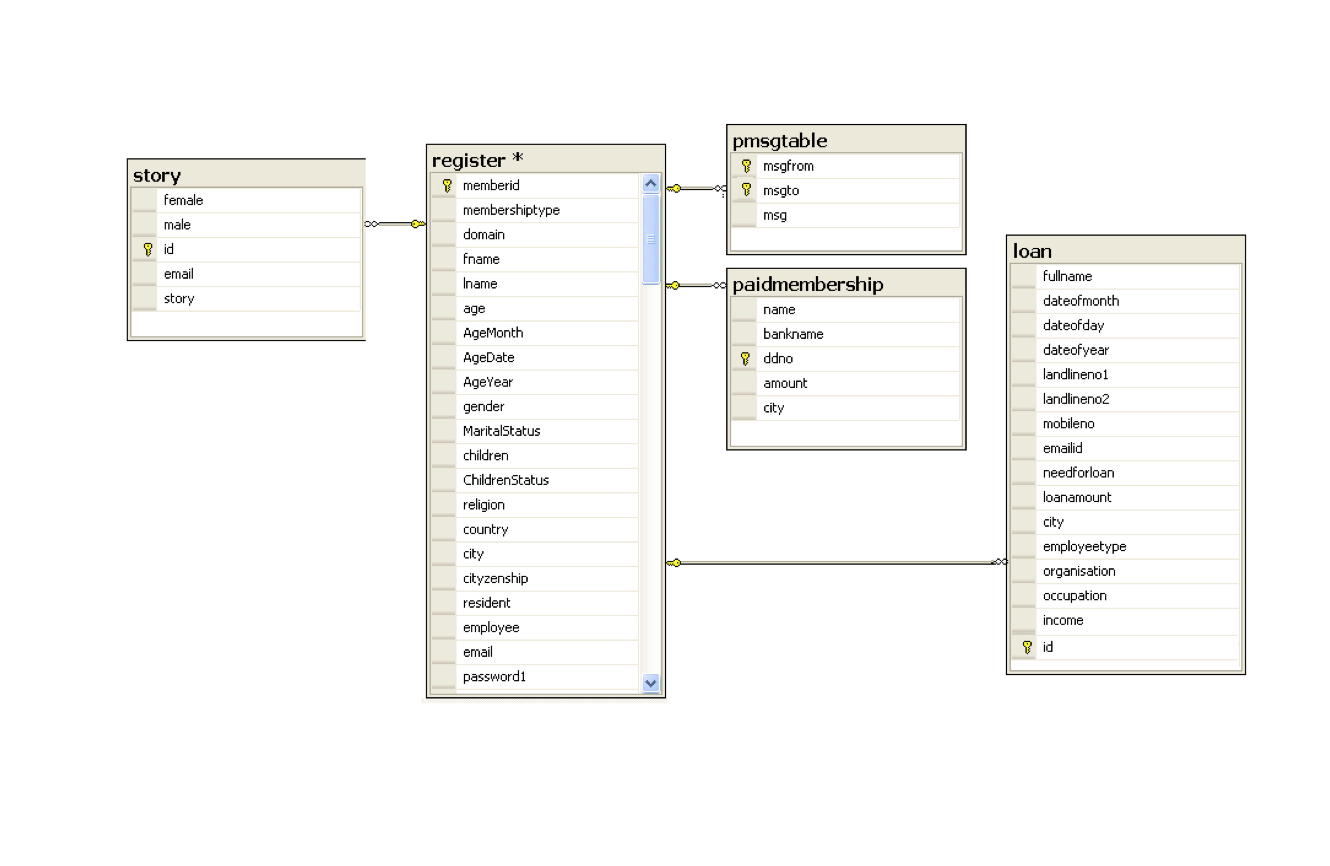 story
female
male
id
email
story
register *
memberid
membershiptype
domain
fname
lname
age
AgeMonth
AgeDate
AgeYear
gender
MaritalStatus
children
ChildrenStatus
religion
country
city
cityzenship
resident
employee
email
password1
pmsgtable
msgfrom
msgto
msg
paidmembership
name
bankname
ddno
amount
city
loan
fullname
dateofmonth
dateofday
dateofyear
landlineno1
landlineno2
mobileno
emailid
needforloan
loanamount
city
employeetype
organisation
occupation
income
id